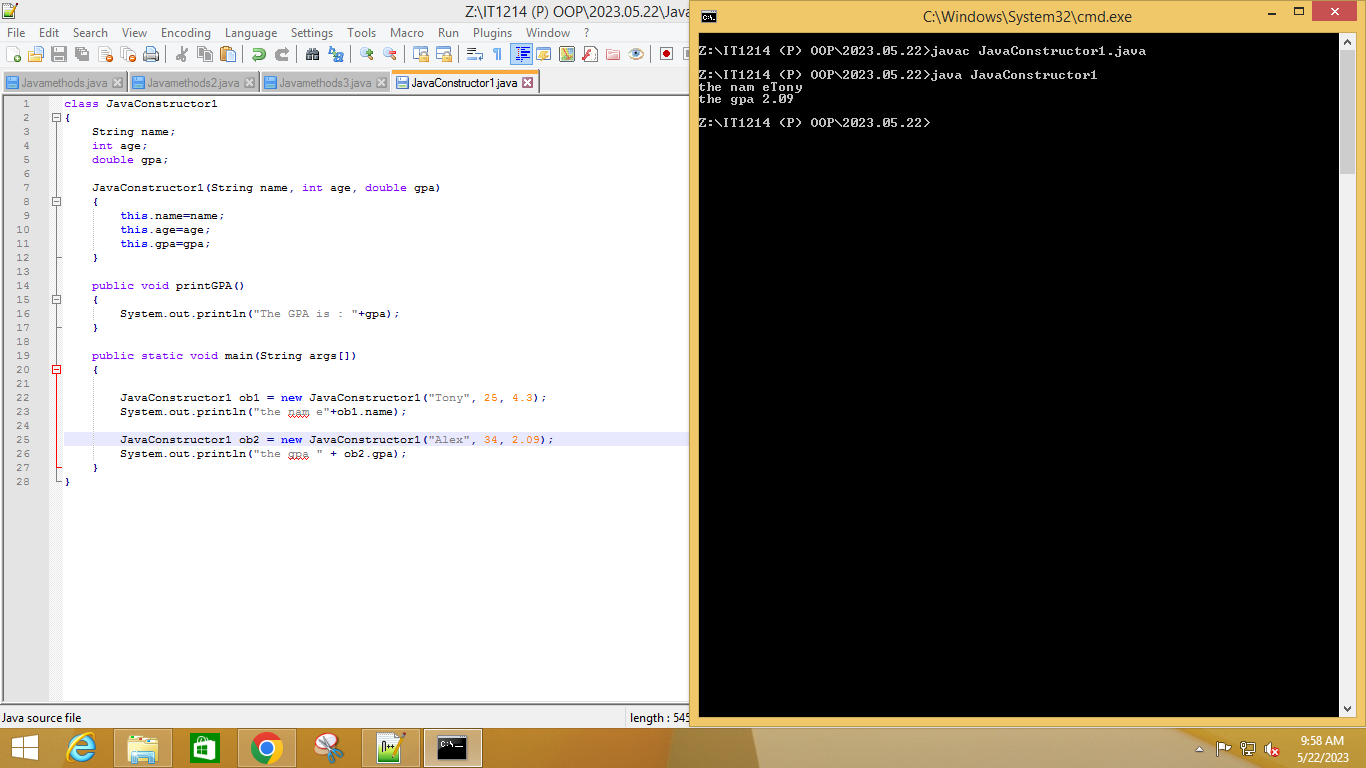 Z:\IT1214 (P) OOP\2023.05.22\Java
File Edit Search View Encoding Language Settings Tools Macro Run Plugins Window ?
Javamethods.java Javamethods2.java Javamethods3.java JavaConstructor1.java
1 class JavaConstructor1
2 {
3 String name;
4 int age;
5 double gpa;
6
7 JavaConstructor1(String name, int age, double gpa)
8 {
9 this.name=name;
10 this.age=age;
11 this.gpa=gpa;
12 }
13
14 public void printGPA()
15 {
16 System.out.println("The GPA is : "+gpa);
17 }
18
19 public static void main(String args[])
20 {
21
22 JavaConstructor1 ob1 = new JavaConstructor1("Tony", 25, 4.3);
23 System.out.println("the nam e"+ob1.name);
24
25 JavaConstructor1 ob2 = new JavaConstructor1("Alex", 34, 2.09);
26 System.out.println("the gpa " + ob2.gpa);
27 }
28 }
Java source file length : 545
C:\Windows\System32\cmd.exe
Z:\IT1214 (P) OOP\2023.05.22>javac JavaConstructor1.java
Z:\IT1214 (P) OOP\2023.05.22>java JavaConstructor1
the nam eTony
the gpa 2.09
Z:\IT1214 (P) OOP\2023.05.22>
9:58 AM
5/22/2023